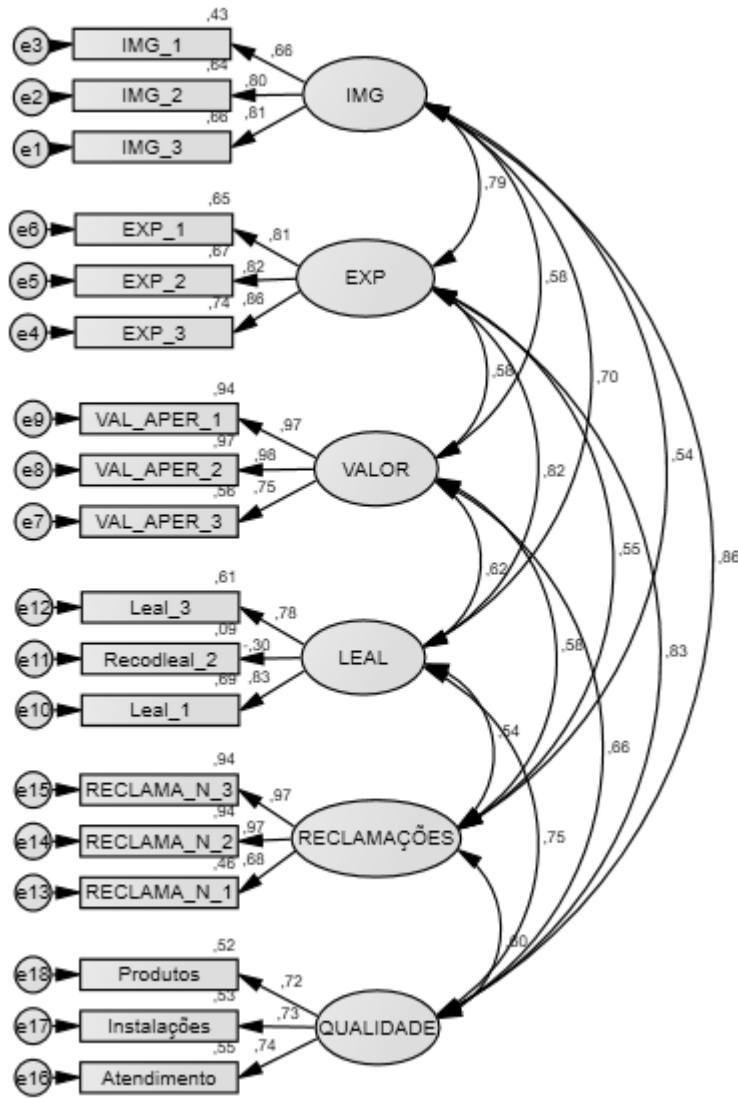 ,43
e3 IMG_1 ,66
,64
e2 IMG_2 ,80 IMG
,66 ,81
e1 IMG_3
,79
,65
e6 EXP_1 ,81
,67
e5 EXP_2 ,82 EXP ,58
,74 ,86
e4 EXP_3
,58 ,70
,94
e9 VAL_APER_1 ,97
,97
e8 VAL_APER_2 ,98 VALOR ,82 ,54
,56 ,75
e7 VAL_APER_3
,55 ,86
,62
,61
e12 Leal_3 ,78
,09
e11 Recodleal_2 -,30 LEAL ,58 ,83
,69 ,83
e10 Leal_1
,54 ,66
,94
e15 RECLAMA_N_3 ,97
,94
e14 RECLAMA_N_2 ,97 RECLAMAÇÕES ,75
,46 ,68
e13 RECLAMA_N_1
,60
,52
e18 Produtos ,72
,53
e17 Instalações ,73 QUALIDADE
,55 ,74
e16 Atendimento